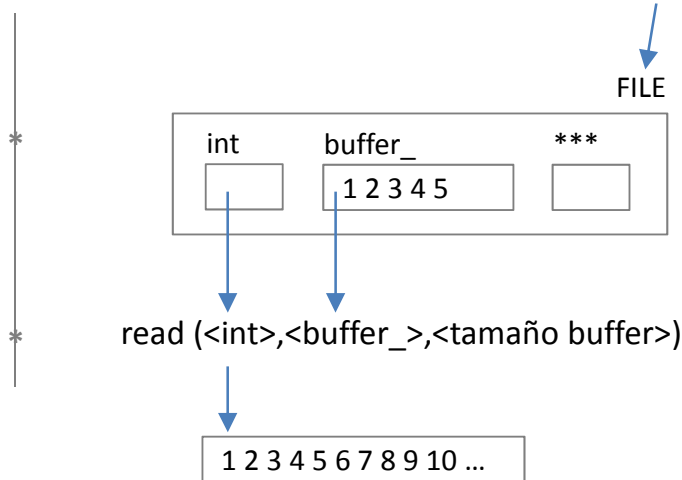 FILE
*
int buffer_ ***
1 2 3 4 5
*
read (<int>,<buffer_>,<tamaño buffer>)
1 2 3 4 5 6 7 8 9 10 ...